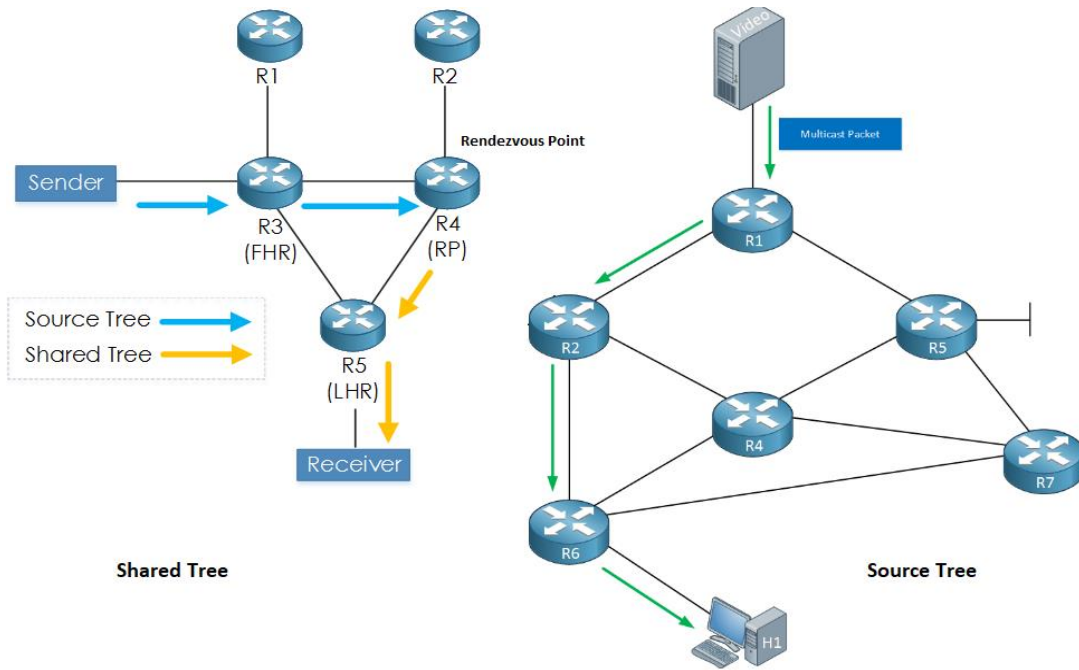 R1
R2
Rendezvous Point
Sender
R3
(FHR)
R4
(RP)
Source Tree
Shared Tree
R5
(LHR)
Receiver
Shared Tree
Video
Multicast Packet
R1
R2
R5
R4
R7
R6
H1
Source Tree